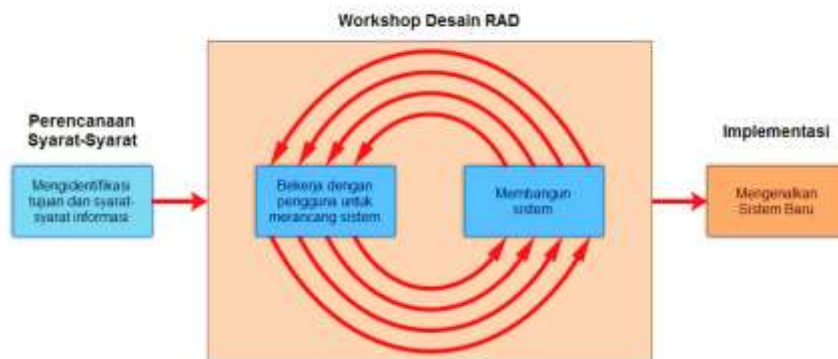 Workshop Desain RAD
Perencanaan
Syarat-Syarat
Mengidentifikasi
tujuan dan syarat-
syarat informasi
Bekerja dengan
pengguna untuk
merancang sistem
Membangun
sistem
Implementasi
Mengenalkan
Sistem Baru